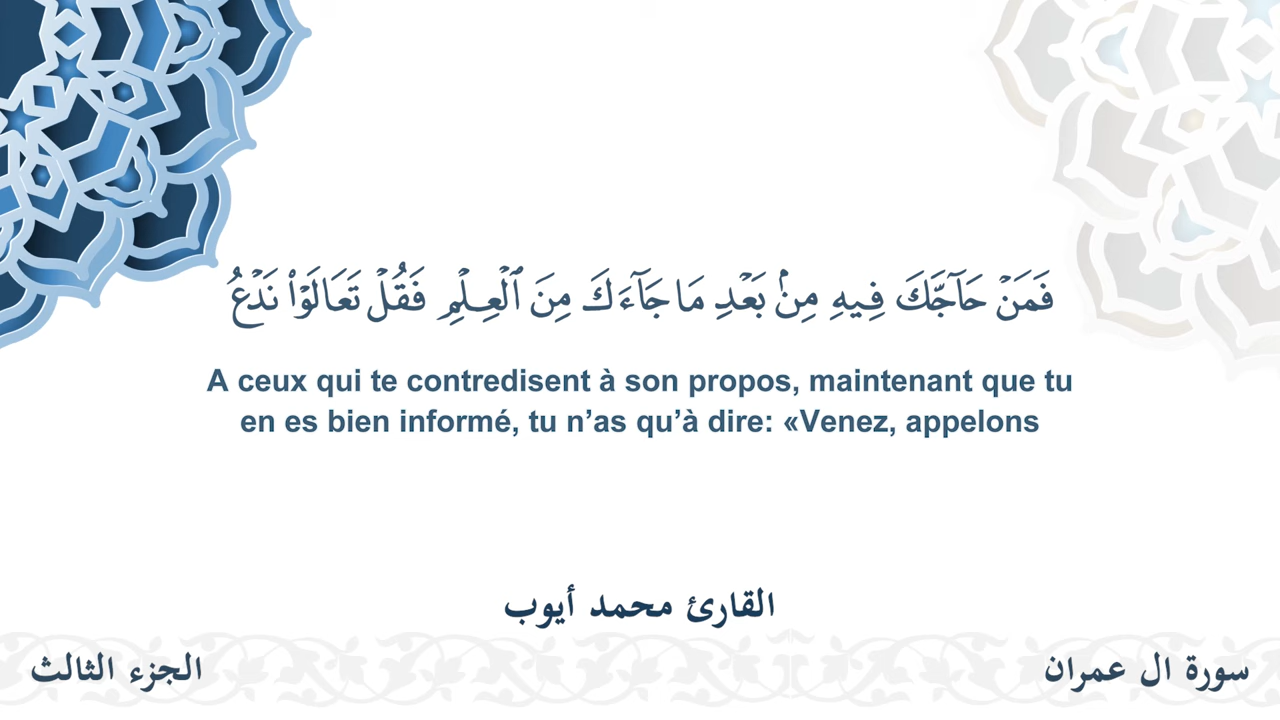 فَمَنْ حَآجَّكَ فِيهِ مِنۢ بَعْدِ مَا جَآءَكَ مِنَ ٱلْعِلْمِ فَقُلْ تَعَالَوْا۟ نَدْعُ
A ceux qui te contredisent à son propos, maintenant que tu
en es bien informé, tu n’as qu’à dire: «Venez, appelons
القارئ محمد أيوب
سورة ال عمران
الجزء الثالث